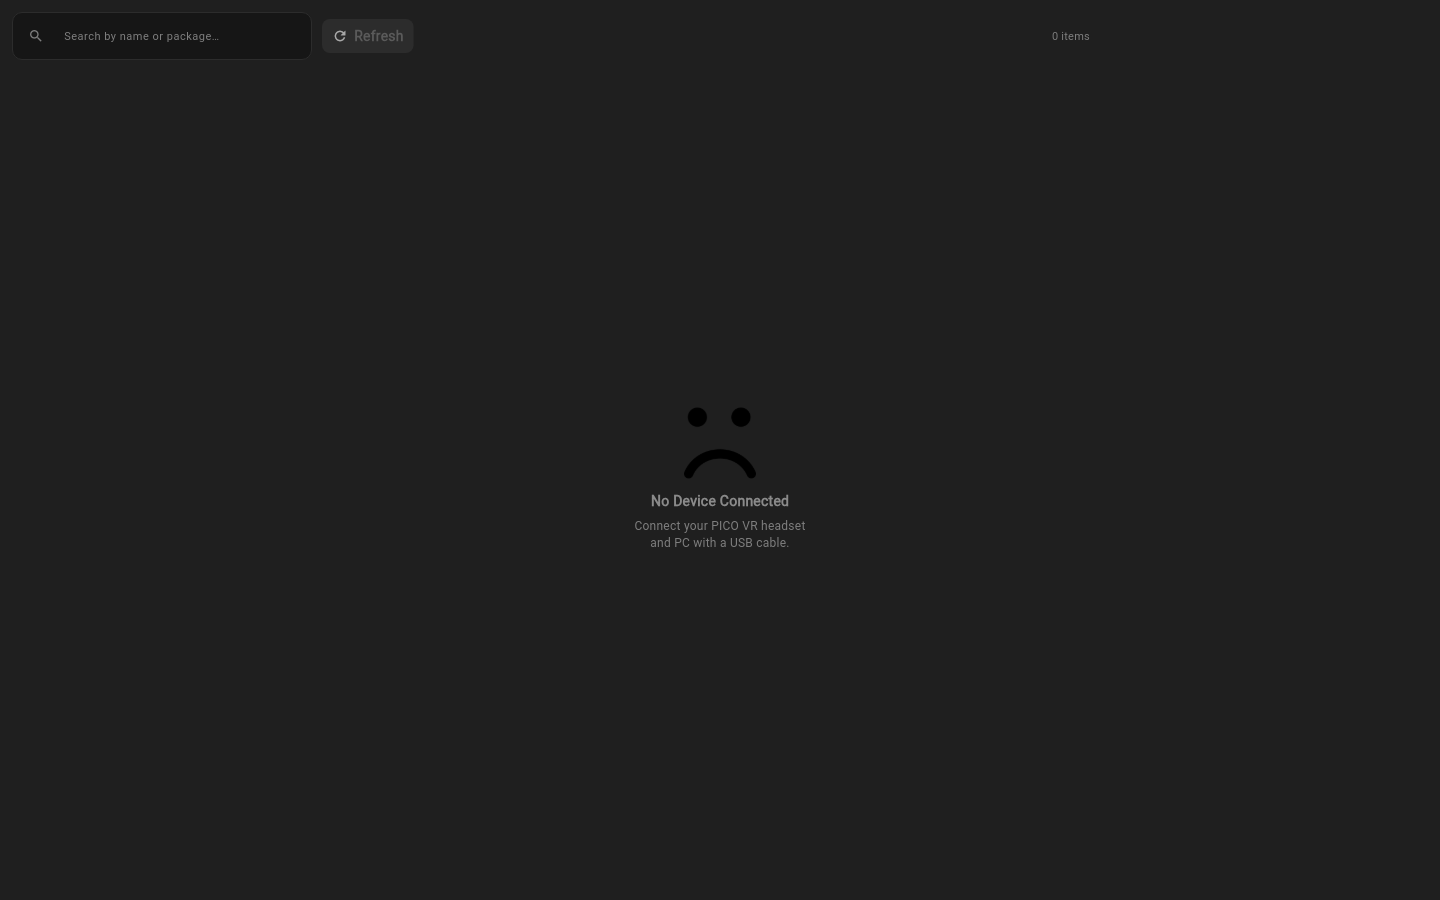 Search by name or package…
Refresh
0 items
No Device Connected
Connect your PICO VR headset
and PC with a USB cable.